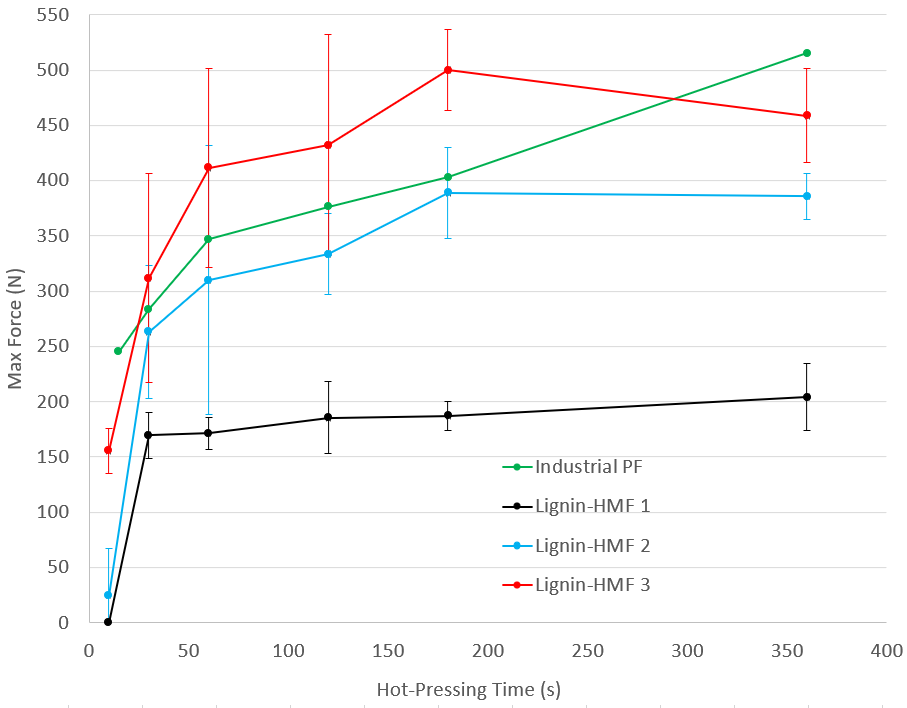 550
500
450
400
350
300
250
200
150
100
50
0
Max Force (N)
Industrial PF
Lignin-HMF 1
Lignin-HMF 2
Lignin-HMF 3
0 50 100 150 200 250 300 350 400
Hot-Pressing Time (s)